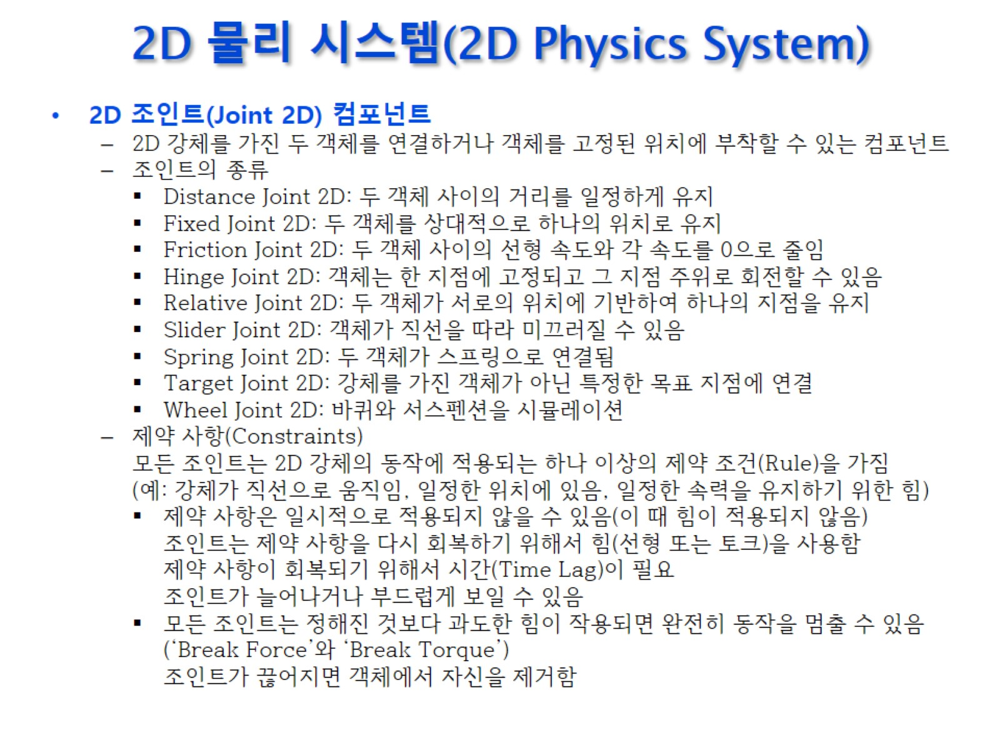 2D 물리 시스템(2D Physics System)
• 2D 조인트(Joint 2D) 컴포넌트
– 2D 강체를 가진 두 객체를 연결하거나 객체를 고정된 위치에 부착할 수 있는 컴포넌트
– 조인트의 종류
▪ Distance Joint 2D: 두 객체 사이의 거리를 일정하게 유지
▪ Fixed Joint 2D: 두 객체를 상대적으로 하나의 위치로 유지
▪ Friction Joint 2D: 두 객체 사이의 선형 속도와 각 속도를 0으로 줄임
▪ Hinge Joint 2D: 객체는 한 지점에 고정되고 그 지점 주위로 회전할 수 있음
▪ Relative Joint 2D: 두 객체가 서로의 위치에 기반하여 하나의 지점을 유지
▪ Slider Joint 2D: 객체가 직선을 따라 미끄러질 수 있음
▪ Spring Joint 2D: 두 객체가 스프링으로 연결됨
▪ Target Joint 2D: 강체를 가진 객체가 아닌 특정한 목표 지점에 연결
▪ Wheel Joint 2D: 바퀴와 서스펜션을 시뮬레이션
– 제약 사항(Constraints)
모든 조인트는 2D 강체의 동작에 적용되는 하나 이상의 제약 조건(Rule)을 가짐
(예: 강체가 직선으로 움직임, 일정한 위치에 있음, 일정한 속력을 유지하기 위한 힘)
▪ 제약 사항은 일시적으로 적용되지 않을 수 있음(이 때 힘이 적용되지 않음)
조인트는 제약 사항을 다시 회복하기 위해서 힘(선형 또는 토크)을 사용함
제약 사항이 회복되기 위해서 시간(Time Lag)이 필요
조인트가 늘어나거나 부드럽게 보일 수 있음
▪ 모든 조인트는 정해진 것보다 과도한 힘이 작용되면 완전히 동작을 멈출 수 있음
(‘Break Force’와 ‘Break Torque’)
조인트가 끊어지면 객체에서 자신을 제거함